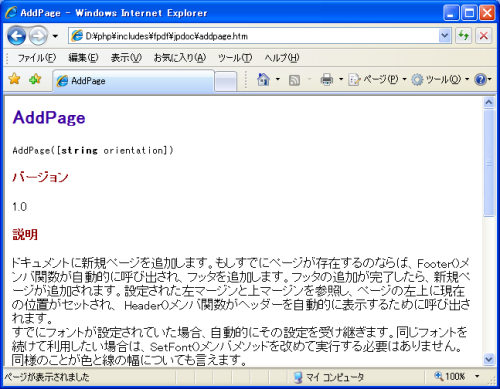 AddPage - Windows Internet Explorer
D:¥php¥includes¥fpdf¥jpdoc¥addpage.htm
ファイル(F) 編集(E) 表示(V) お気に入り(A) ツール(T) ヘルプ(H)
AddPage ページ(P) ツール(O)
AddPage
AddPage([string orientation])
バージョン
1.0
説明
ドキュメントに新規ページを追加します。もしすでにページが存在するのならば、Footer()メ
ンバ関数が自動的に呼び出され、フッタを追加します。フッタの追加が完了したら、新規ペ
ージが追加されます。設定された左マージンと上マージンを参照し、ページの左上に現在
の位置がセットされ、Header()メンバ関数がヘッダーを自動的に表示するために呼び出さ
れます。
すでにフォントが設定されていた場合、自動的にその設定を受け継ぎます。同じフォントを
続けて利用したい場合は、SetFont()メンバメソッドを改めて実行する必要はありません。
同様のことが色と線の幅についても言えます。
ページが表示されました マイ コンピュータ 100%